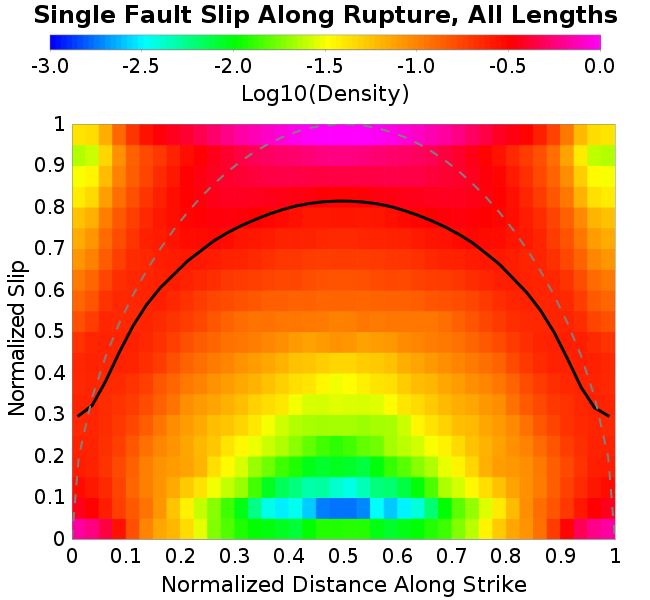 Single Fault Slip Along Rupture, All Lengths
-3.0 -2.5 -2.0 -1.5 -1.0 -0.5 0.0
Log10(Density)
1
0.9
0.8
0.7
0.6
0.5
0.4
0.3
0.2
0.1
0
Normalized Slip
0 0.1 0.2 0.3 0.4 0.5 0.6 0.7 0.8 0.9 1
Normalized Distance Along Strike